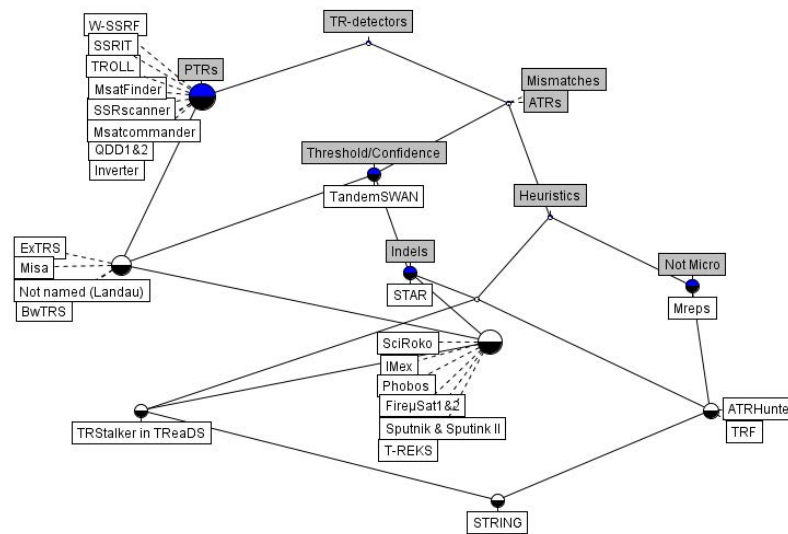 TR-detectors
W-SSRF
SSRIT
TROLL
PTRs
MsatFinder
SSRscanner
Msatcommander
QDD1&2
Inverter
Mismatches
ATRs
Threshold/Confidence
TandemSWAN
Heuristics
ExTRS
Misa
Not named (Landau)
BwTRS
Indels
STAR
Not Micro
Mreps
SciRoko
IMex
Phobos
FireµSat1&2
Sputnik & Sputink II
T-REKS
TRStalker in TReaDS
ATRHunte
TRF
STRING